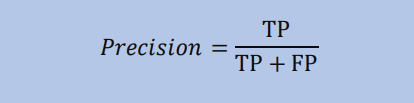 Precision = TP / TP + FP